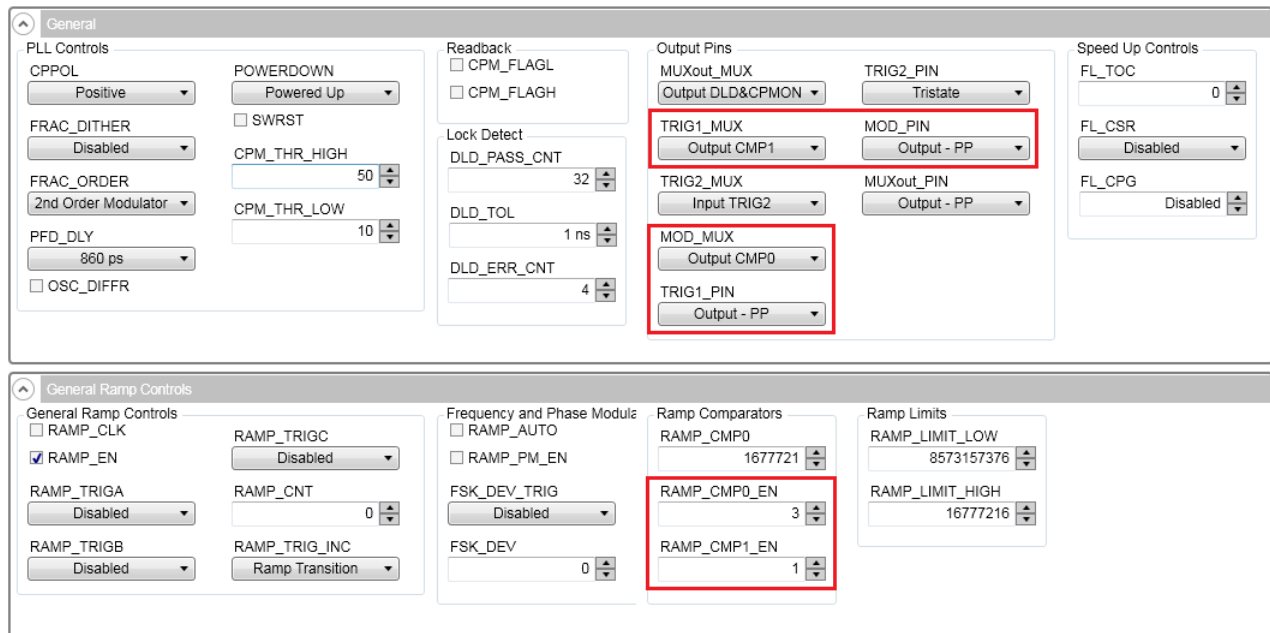 General
PLL Controls
CPPOL
Positive
FRAC_DITHER
Disabled
FRAC_ORDER
2nd Order Modulator
PFD_DLY
860 ps
OSC_DIFFR
POWERDOWN
Powered Up
SWRST
CPM_THR_HIGH
50
CPM_THR_LOW
10
Readback
CPM_FLAGL
CPM_FLAGH
Lock Detect
DLD_PASS_CNT
32
DLD_TOL
1 ns
DLD_ERR_CNT
4
Output Pins
MUXout_MUX
Output DLD&CPMON
TRIG2_PIN
Tristate
TRIG1_MUX
Output CMP1
MOD_PIN
Output - PP
TRIG2_MUX
Input TRIG2
MUXout_PIN
Output - PP
MOD_MUX
Output CMP0
TRIG1_PIN
Output - PP
Speed Up Controls
FL_TOC
0
FL_CSR
Disabled
FL_CPG
Disabled
General Ramp Controls
General Ramp Controls
RAMP_CLK
RAMP_EN
RAMP_TRIGA
Disabled
RAMP_TRIGB
Disabled
RAMP_TRIGC
Disabled
RAMP_CNT
0
RAMP_TRIG_INC
Ramp Transition
Frequency and Phase Modula
RAMP_AUTO
RAMP_PM_EN
FSK_DEV_TRIG
Disabled
FSK_DEV
0
Ramp Comparators
RAMP_CMP0
1677721
RAMP_CMP0_EN
3
RAMP_CMP1_EN
1
Ramp Limits
RAMP_LIMIT_LOW
8573157376
RAMP_LIMIT_HIGH
16777216